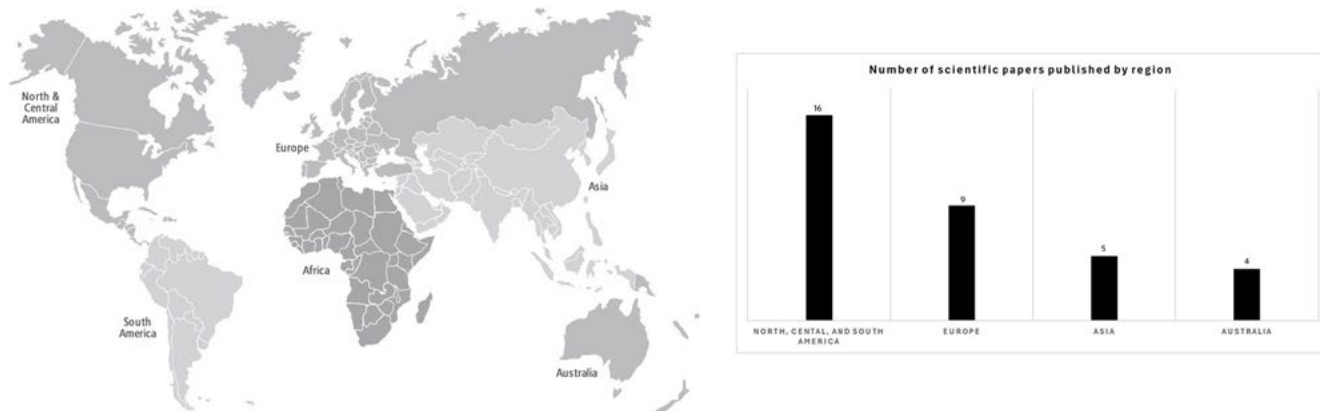 North &
Central
America
Europe
Asia
Africa
South
America
Australia
Number of scientific papers published by region
16
9
5
4
NORTH, CENTAL, AND SOUTH
AMERICA
EUROPE
ASIA
AUSTRALIA